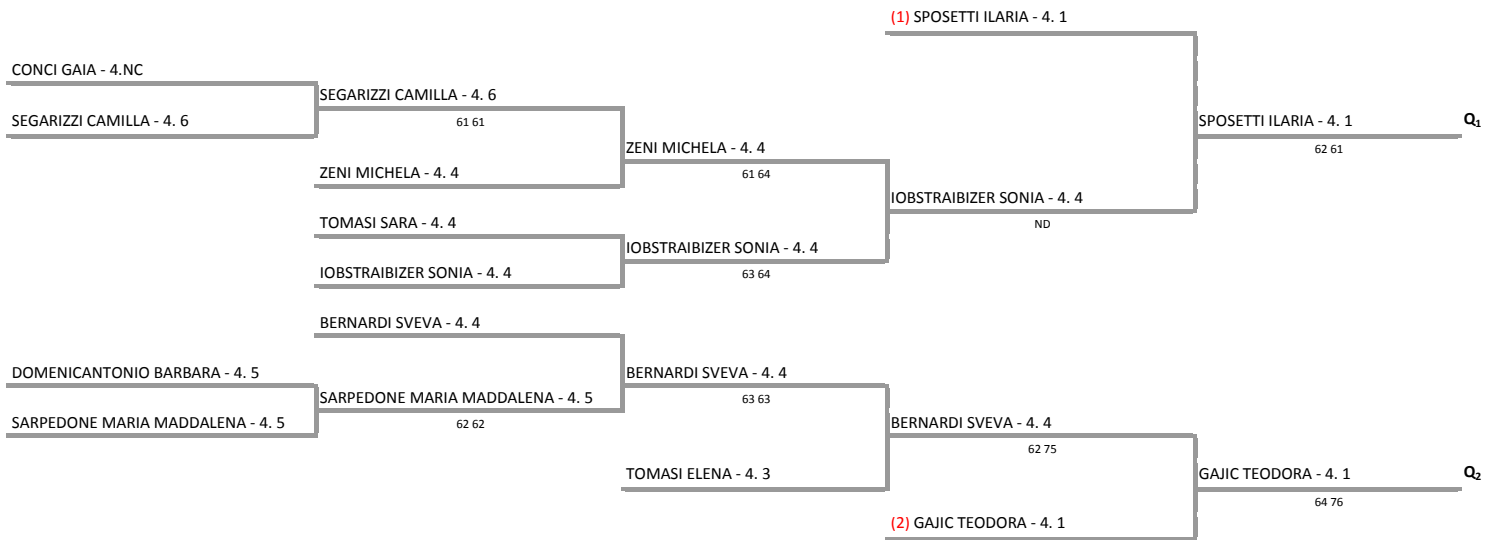 (1) SPOSETTI ILARIA - 4. 1
CONCI GAIA - 4.NC
SEGARIZZI CAMILLA - 4. 6
SEGARIZZI CAMILLA - 4. 6
61 61
SPOSETTI ILARIA - 4. 1
Q₁
62 61
ZENI MICHELA - 4. 4
61 64
ZENI MICHELA - 4. 4
IOBSTRAIBIZER SONIA - 4. 4
ND
TOMASI SARA - 4. 4
IOBSTRAIBIZER SONIA - 4. 4
63 64
IOBSTRAIBIZER SONIA - 4. 4
BERNARDI SVEVA - 4. 4
DOMENICANTONIO BARBARA - 4. 5
BERNARDI SVEVA - 4. 4
63 63
SARPEDONE MARIA MADDALENA - 4. 5
62 62
SARPEDONE MARIA MADDALENA - 4. 5
BERNARDI SVEVA - 4. 4
62 75
TOMASI ELENA - 4. 3
GAJIC TEODORA - 4. 1
Q₂
64 76
(2) GAJIC TEODORA - 4. 1